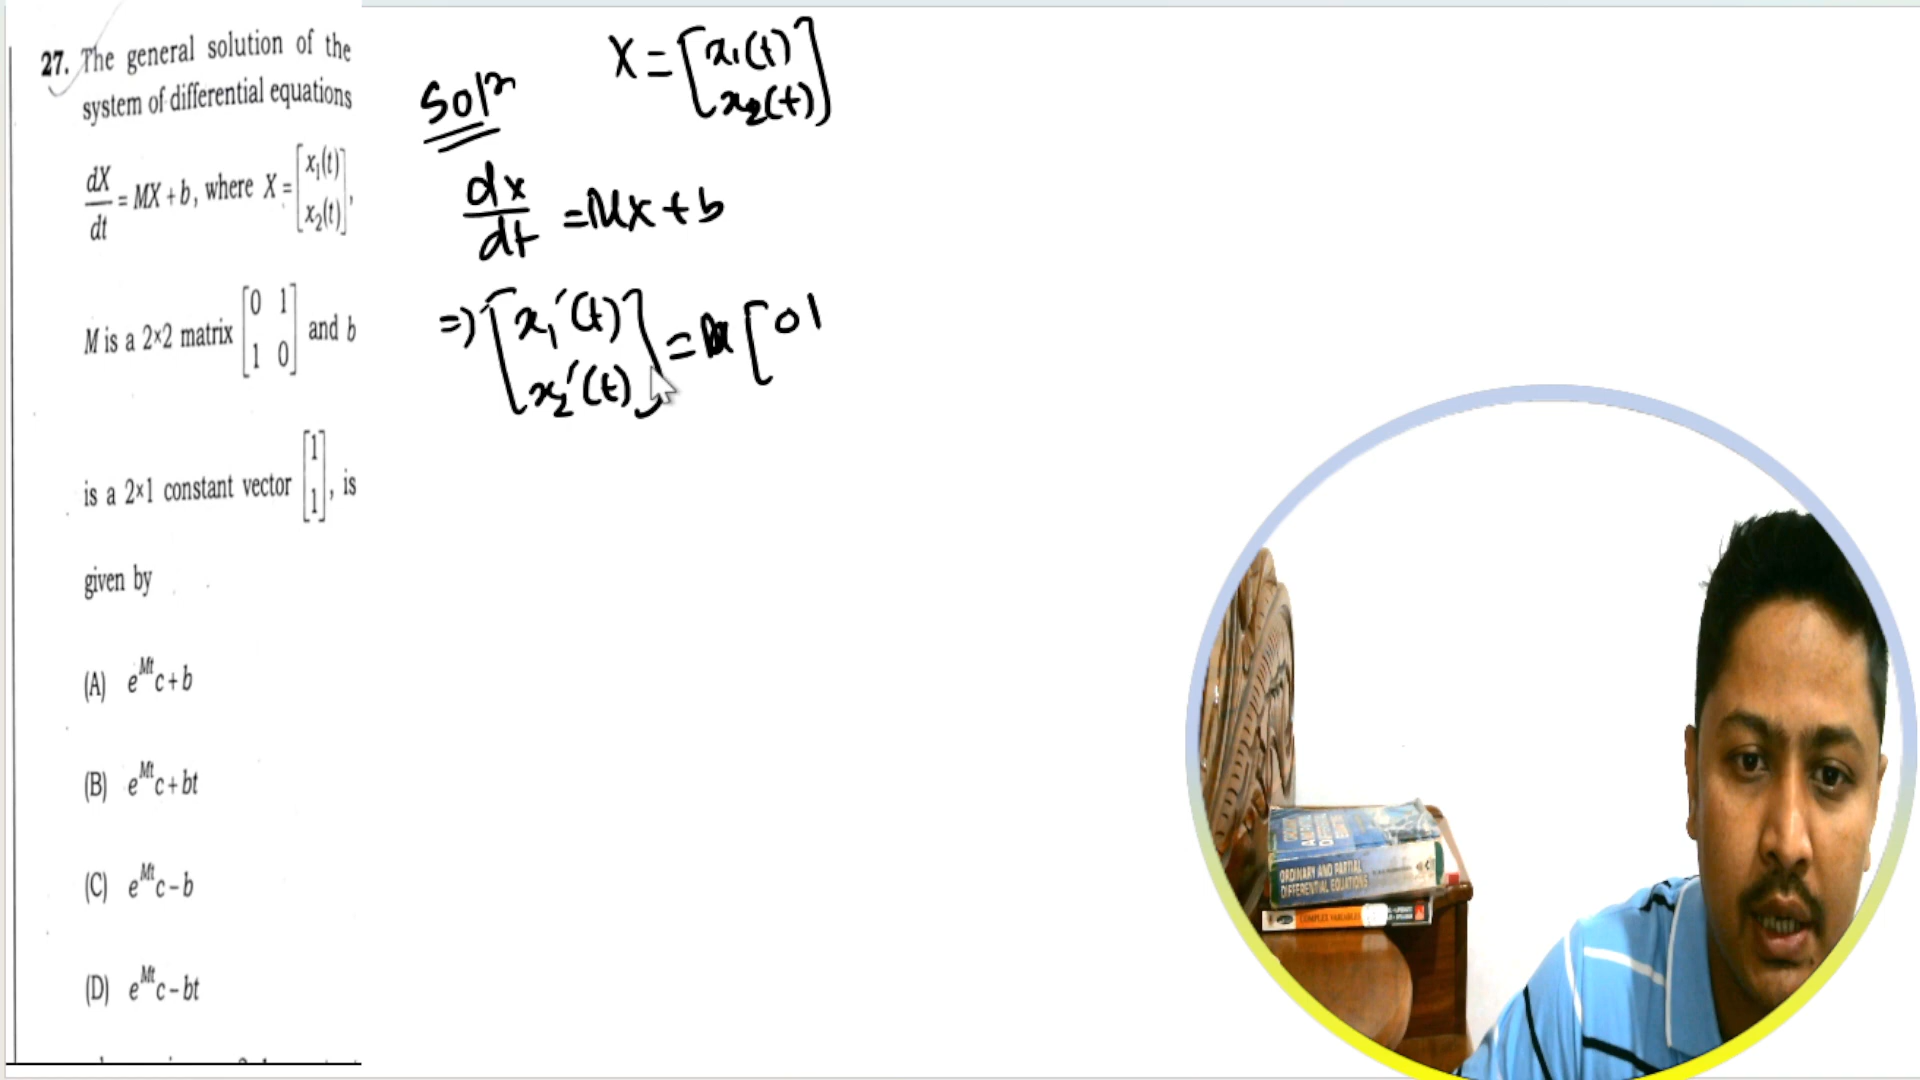 27. The general solution of the
system of differential equations
dX/dt = MX + b, where X = [x₁(t) x₂(t)],
M is a 2×2 matrix [0 1 1 0] and b
is a 2×1 constant vector [1 1], is
given by
(A) e^Mt c + b
(B) e^Mt c + bt
(C) e^Mt c − b
(D) e^Mt c − bt
Solⁿ
X = [x₁(t) x₂(t)]
dx/dt = Mx + b
⇒ [x₁′(t) x₂′(t)] = [0 1
ORDINARY AND PARTIAL
DIFFERENTIAL EQUATIONS
COMPLEX VARIABLES